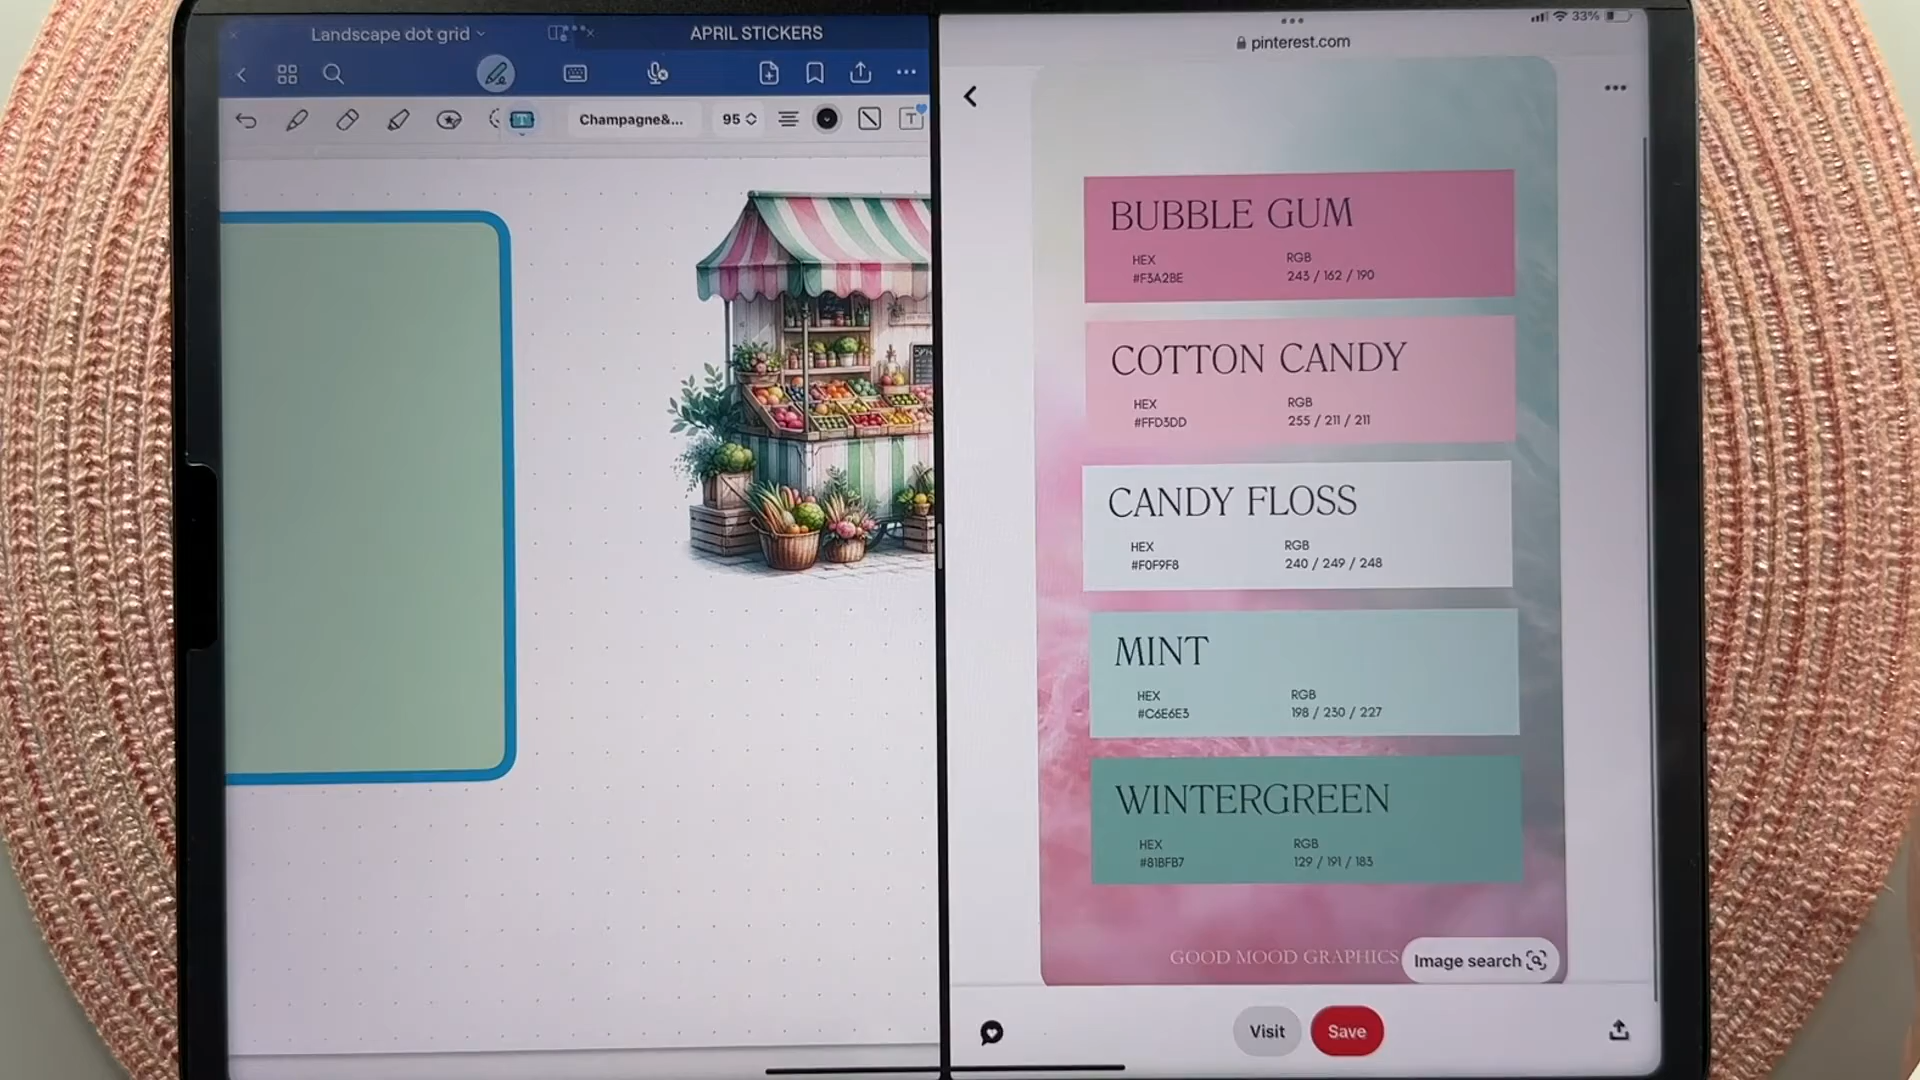 Landscape dot grid
APRIL STICKERS
Champagne&...
95
33%
pinterest.com
BUBBLE GUM
HEX
#F3A2BE
RGB
243 / 162 / 190
COTTON CANDY
HEX
#FFD3DD
RGB
255 / 211 / 211
CANDY FLOSS
HEX
#F0F9F8
RGB
240 / 249 / 248
MINT
HEX
#C6E6E3
RGB
198 / 230 / 227
WINTERGREEN
HEX
#81BFB7
RGB
129 / 191 / 183
GOOD MOOD GRAPHICS
Image search
Visit
Save